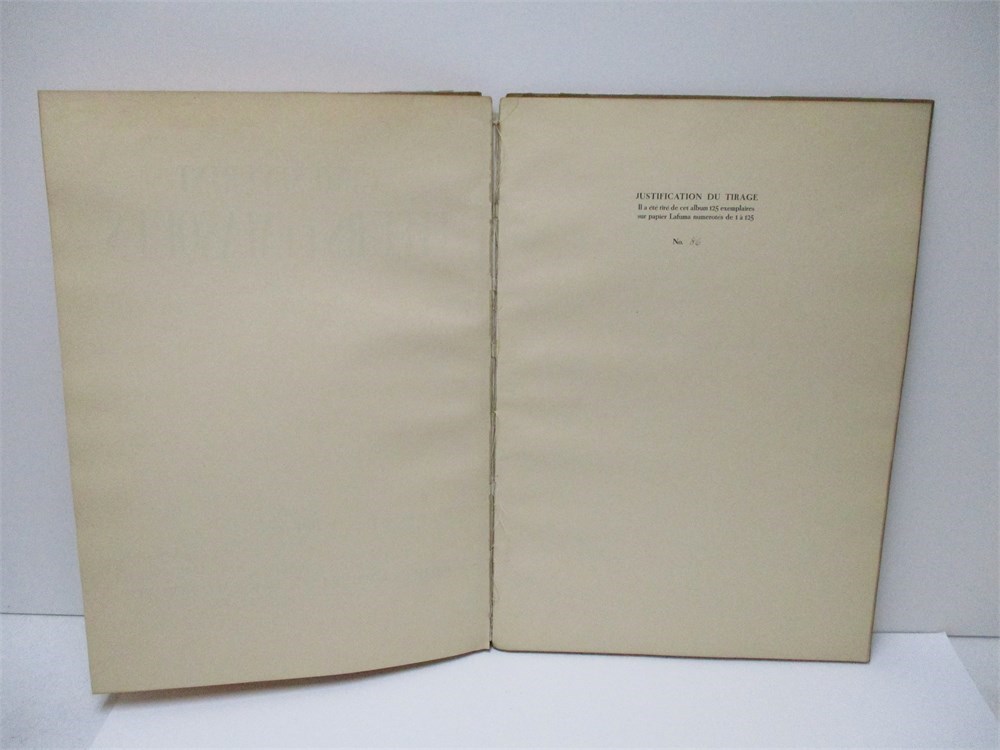 JUSTIFICATION DU TIRAGE
Il a été tiré de cet album 125 exemplaires
sur papier Lafuma numérotés de 1 à 125
No.